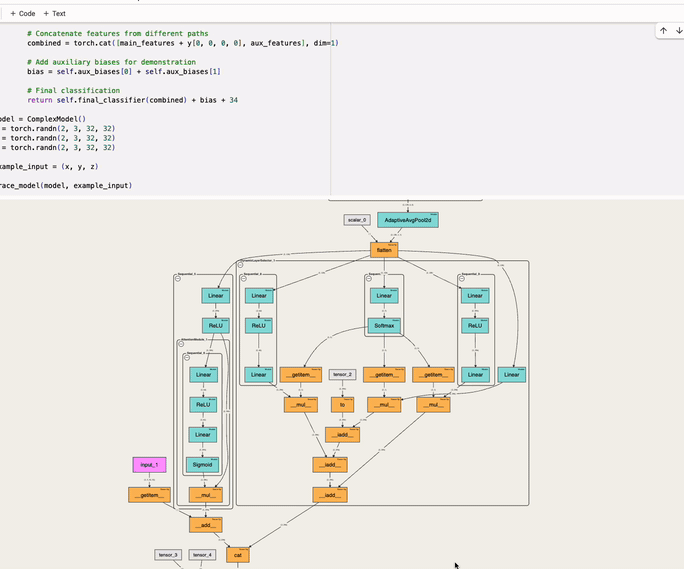 + Code + Text
# Concatenate features from different paths
combined = torch.cat([main_features + y[0, 0, 0, 0], aux_features], dim=1)
# Add auxiliary biases for demonstration
bias = self.aux_biases[0] + self.aux_biases[1]
# Final classification
return self.final_classifier(combined) + bias + 34
odel = ComplexModel()
= torch.randn(2, 3, 32, 32)
= torch.randn(2, 3, 32, 32)
= torch.randn(2, 3, 32, 32)
xample_input = (x, y, z)
race_model(model, example_input)
scalar_0 AdaptiveAvgPool2d
flatten
Linear Linear Linear Linear
ReLU ReLU Softmax ReLU
Linear Linear __getitem__ tensor_2 __getitem__ __getitem__ Linear Linear
ReLU __mul__ to __mul__ __mul__
Linear __iadd__
input_1 Sigmoid __iadd__
__getitem__ __mul__ __iadd__
__add__
tensor_3 tensor_4 cat